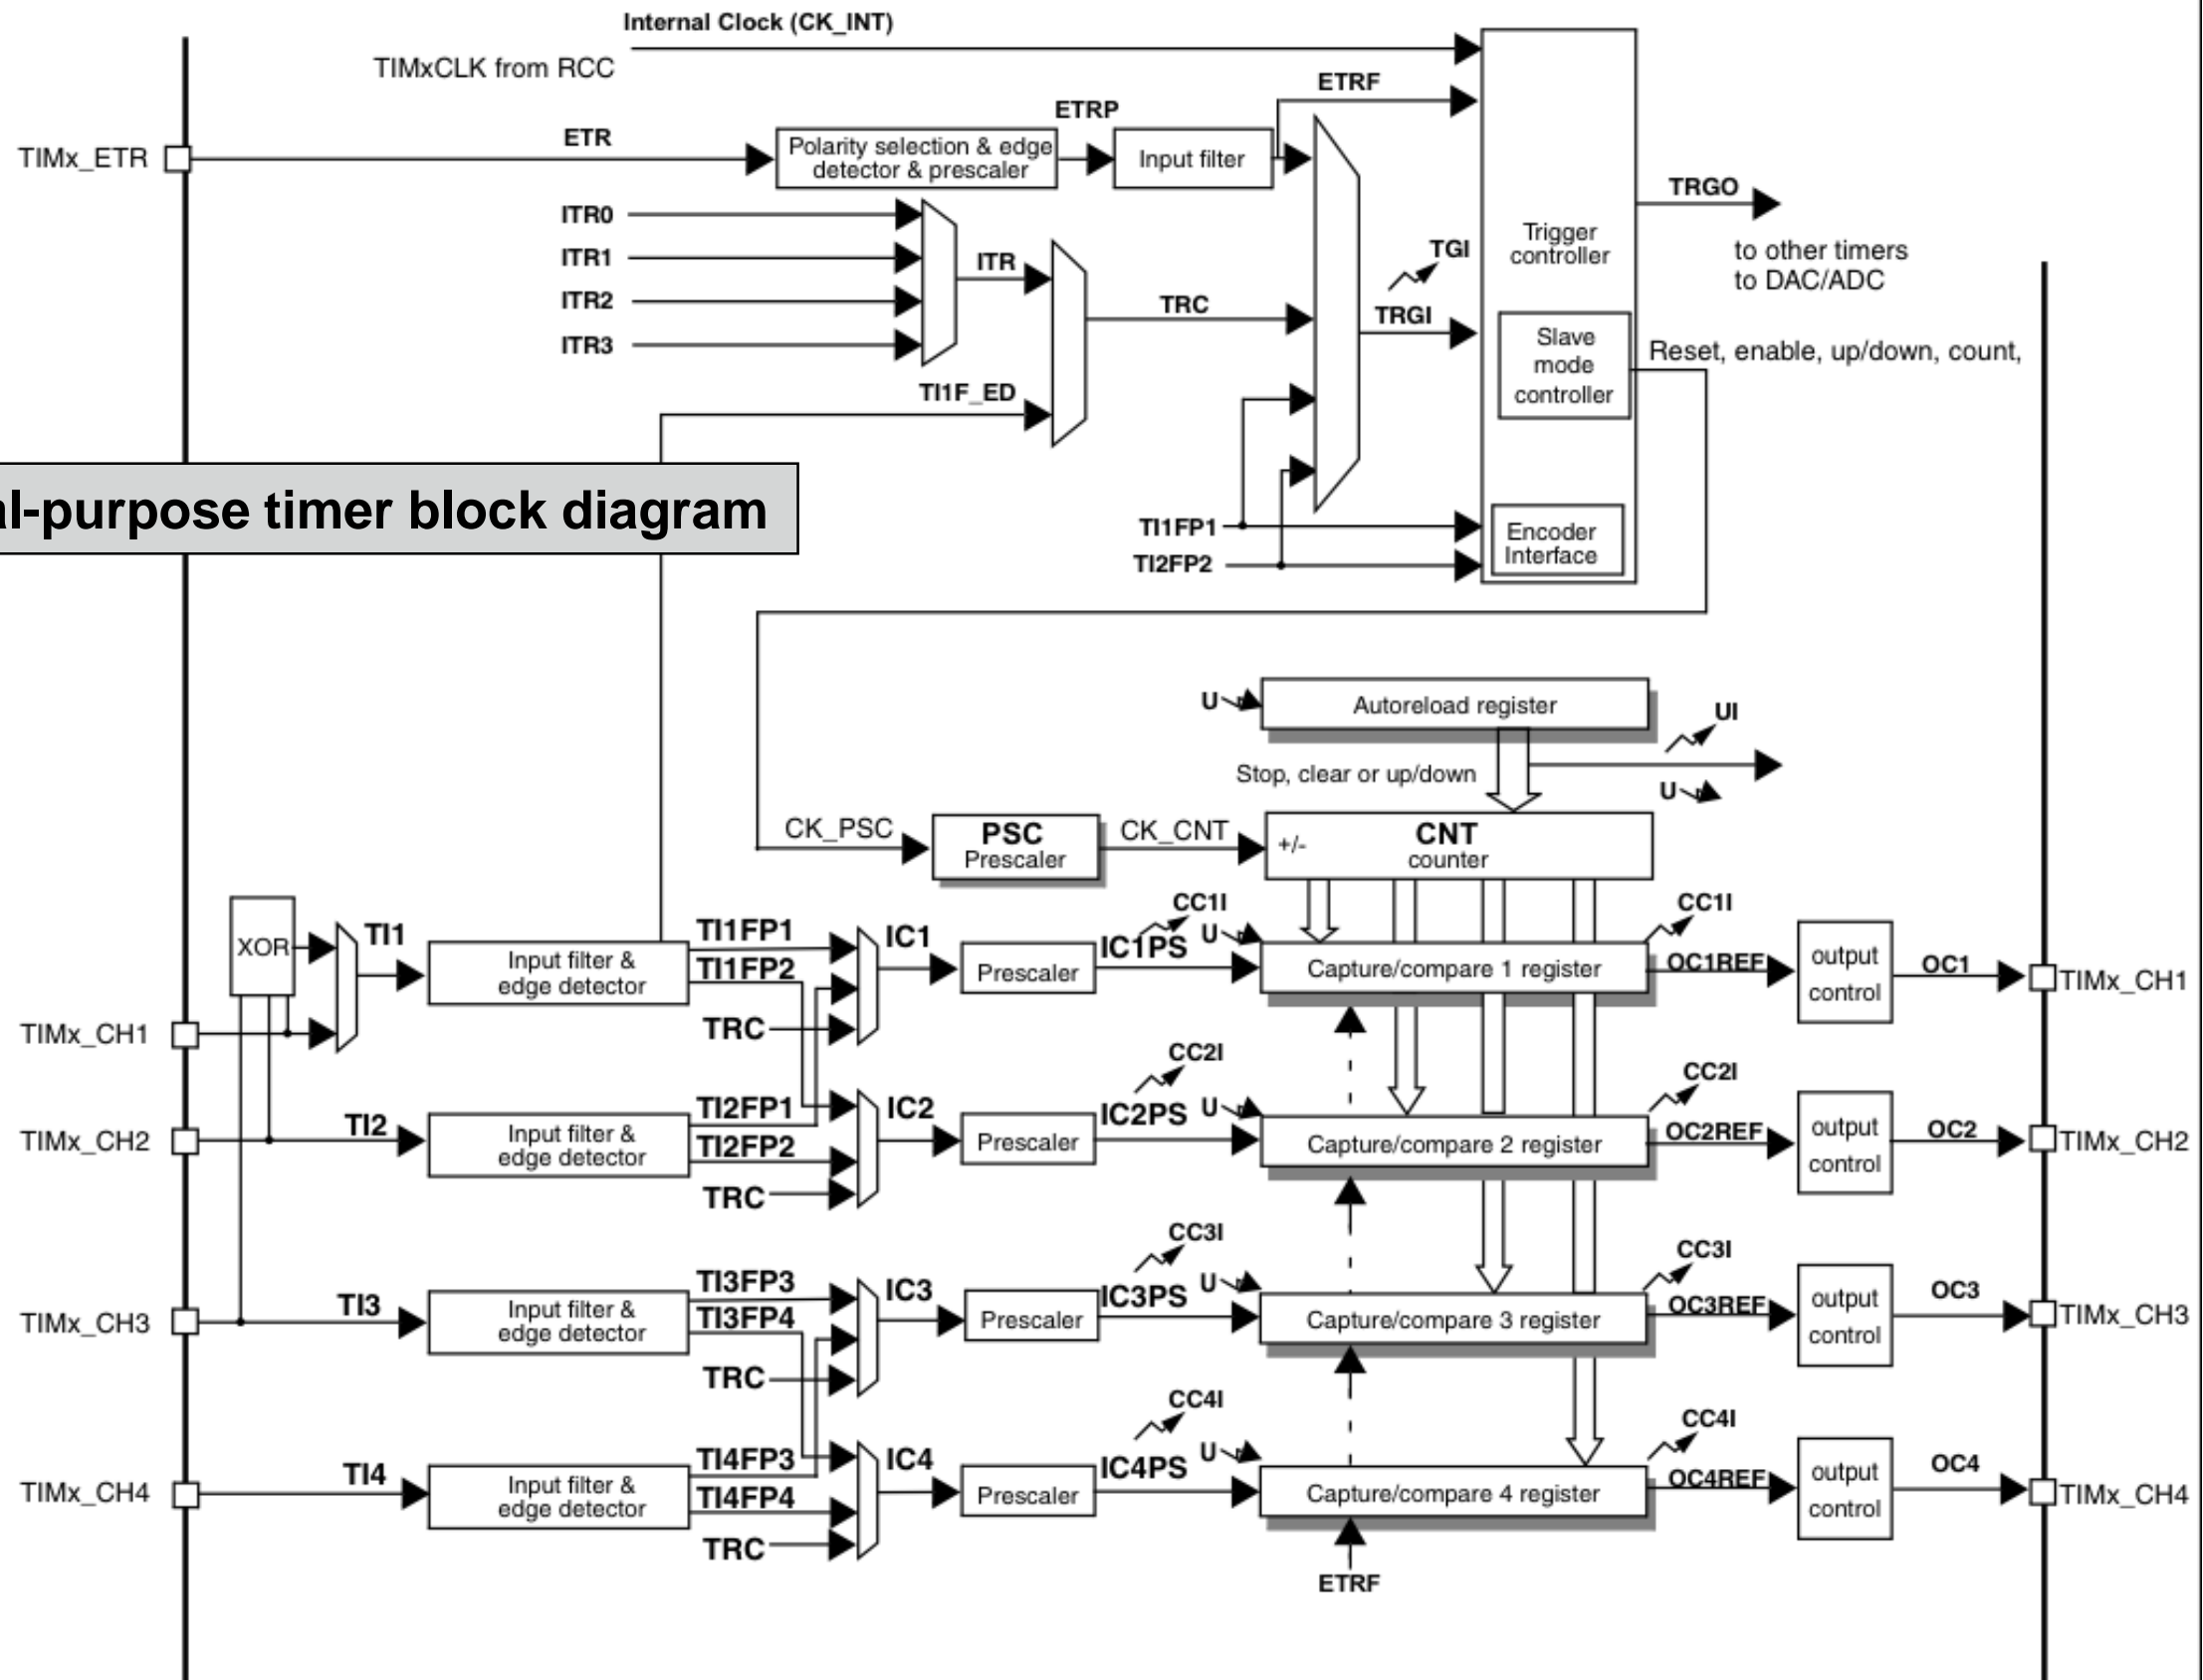 Internal Clock (CK_INT)
TIMxCLK from RCC
ETRF
ETRP
ETR
TIMx_ETR
Polarity selection & edge
detector & prescaler
Input filter
TRGO
ITR0
ITR1
ITR2
ITR3
ITR
TRC
TGI
TRGI
Trigger
controller
to other timers
to DAC/ADC
Slave
mode
controller
Reset, enable, up/down, count,
TI1F_ED
al-purpose timer block diagram
TI1FP1
TI2FP2
Encoder
Interface
U
Autoreload register
UI
Stop, clear or up/down
U
CK_PSC
PSC
Prescaler
CK_CNT
+/-
CNT
counter
XOR
TI1
Input filter &
edge detector
TI1FP1
TI1FP2
TRC
IC1
Prescaler
CC1I
IC1PS
U
Capture/compare 1 register
CC1I
OC1REF
output
control
OC1
TIMx_CH1
TIMx_CH1
TIMx_CH2
TI2
Input filter &
edge detector
TI2FP1
TI2FP2
TRC
IC2
Prescaler
CC2I
IC2PS
U
Capture/compare 2 register
CC2I
OC2REF
output
control
OC2
TIMx_CH2
TIMx_CH3
TI3
Input filter &
edge detector
TI3FP3
TI3FP4
TRC
IC3
Prescaler
CC3I
IC3PS
U
Capture/compare 3 register
CC3I
OC3REF
output
control
OC3
TIMx_CH3
TIMx_CH4
TI4
Input filter &
edge detector
TI4FP3
TI4FP4
TRC
IC4
Prescaler
CC4I
IC4PS
U
Capture/compare 4 register
CC4I
OC4REF
output
control
OC4
TIMx_CH4
ETRF